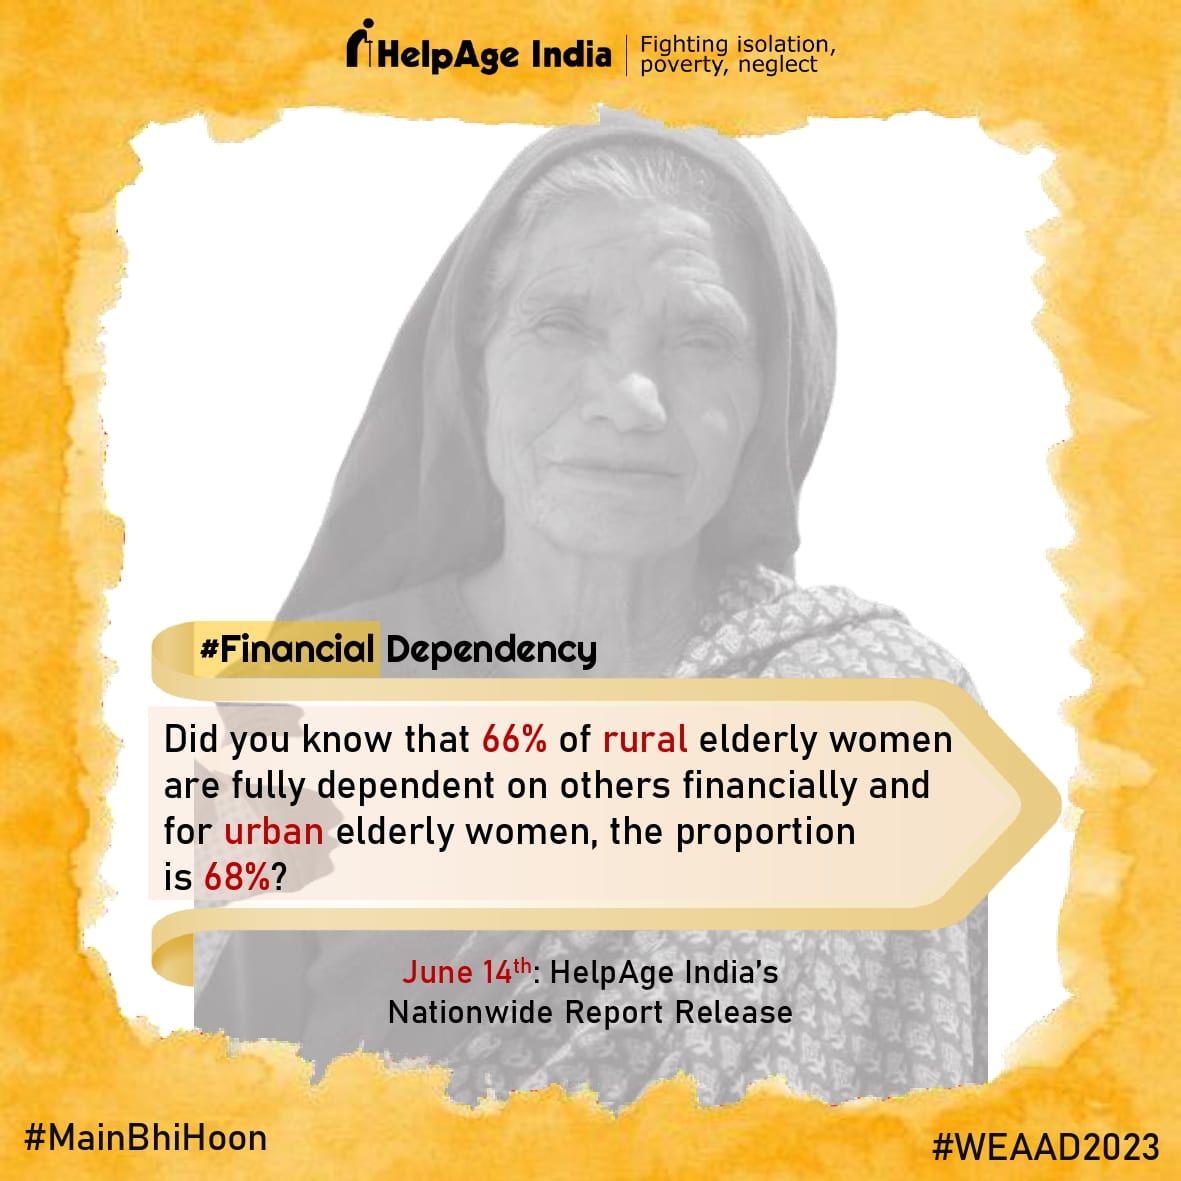 HelpAge India
Fighting isolation,
poverty, neglect
#Financial Dependency
Did you know that 66% of rural elderly women
are fully dependent on others financially and
for urban elderly women, the proportion
is 68%?
June 14th: HelpAge India's
Nationwide Report Release
#MainBhiHoon
#WEAAD2023